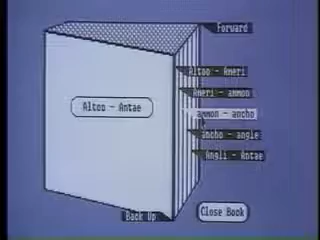 Forward
Altoo - Ameri
Ameri - ammon
Altoo - Antae
ammon - ancho
ancho - angle
Angli - Antae
Back Up
Close Book